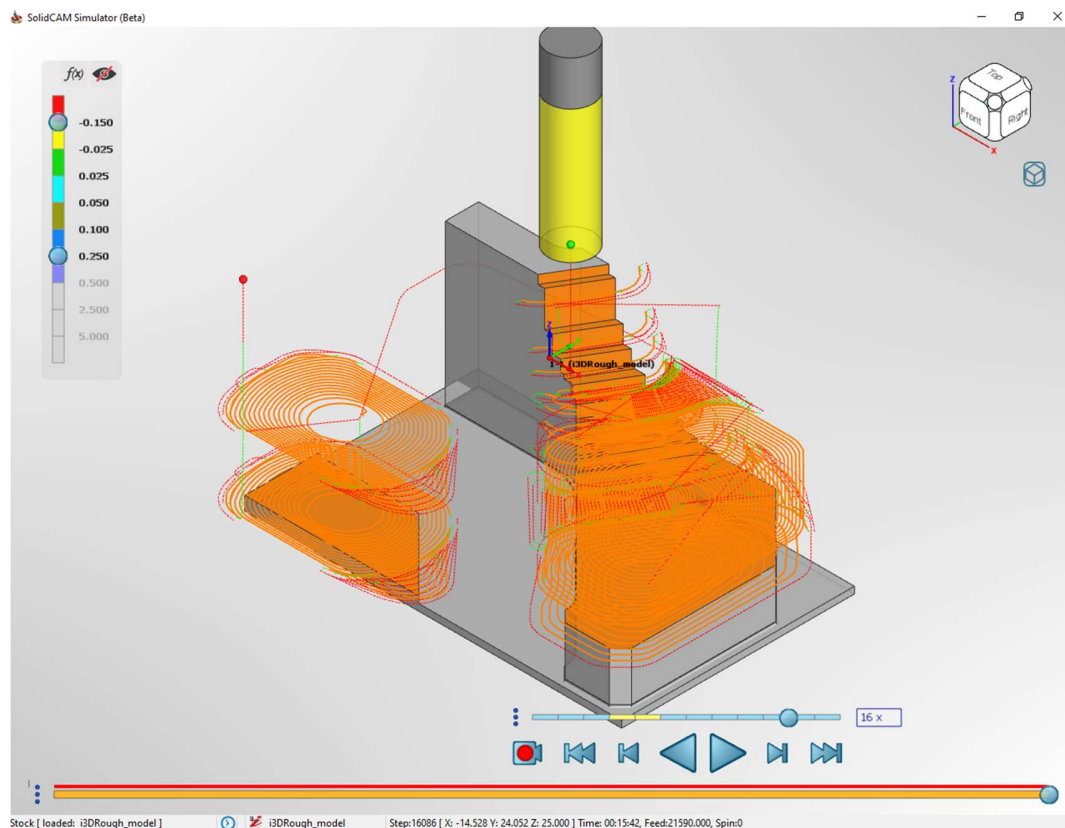 SolidCAM Simulator (Beta)
f(x)
-0.150
-0.025
0.025
0.050
0.100
0.250
0.500
2.500
5.000
Top
Front
Right
Z
X
Z
(i3DRough_model)
16 x
Stock [ loaded: i3DRough_model ]
i3DRough_model
Step:16086 [ X: -14.528 Y: 24.052 Z: 25.000 ] Time: 00:15:42, Feed:21590.000, Spin:0